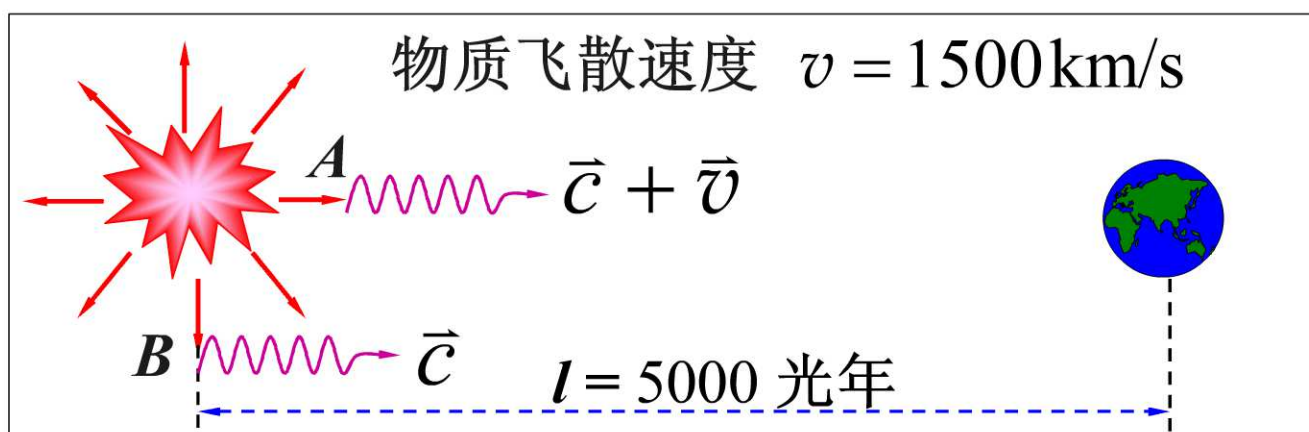 物质飞散速度 v = 1500km/s
A
c⃗ + v⃗
B
c⃗
l = 5000 光年